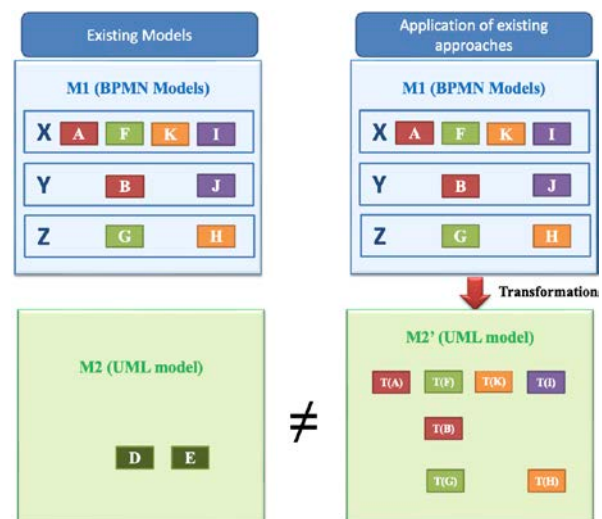 Existing Models
Application of existing
approaches
M1 (BPMN Models)
X A F K I
Y B J
Z G H
M1 (BPMN Models)
X A F K I
Y B J
Z G H
Transformation
M2 (UML model)
D E
≠
M2' (UML model)
T(A) T(F) T(K) T(I)
T(B)
T(G) T(H)